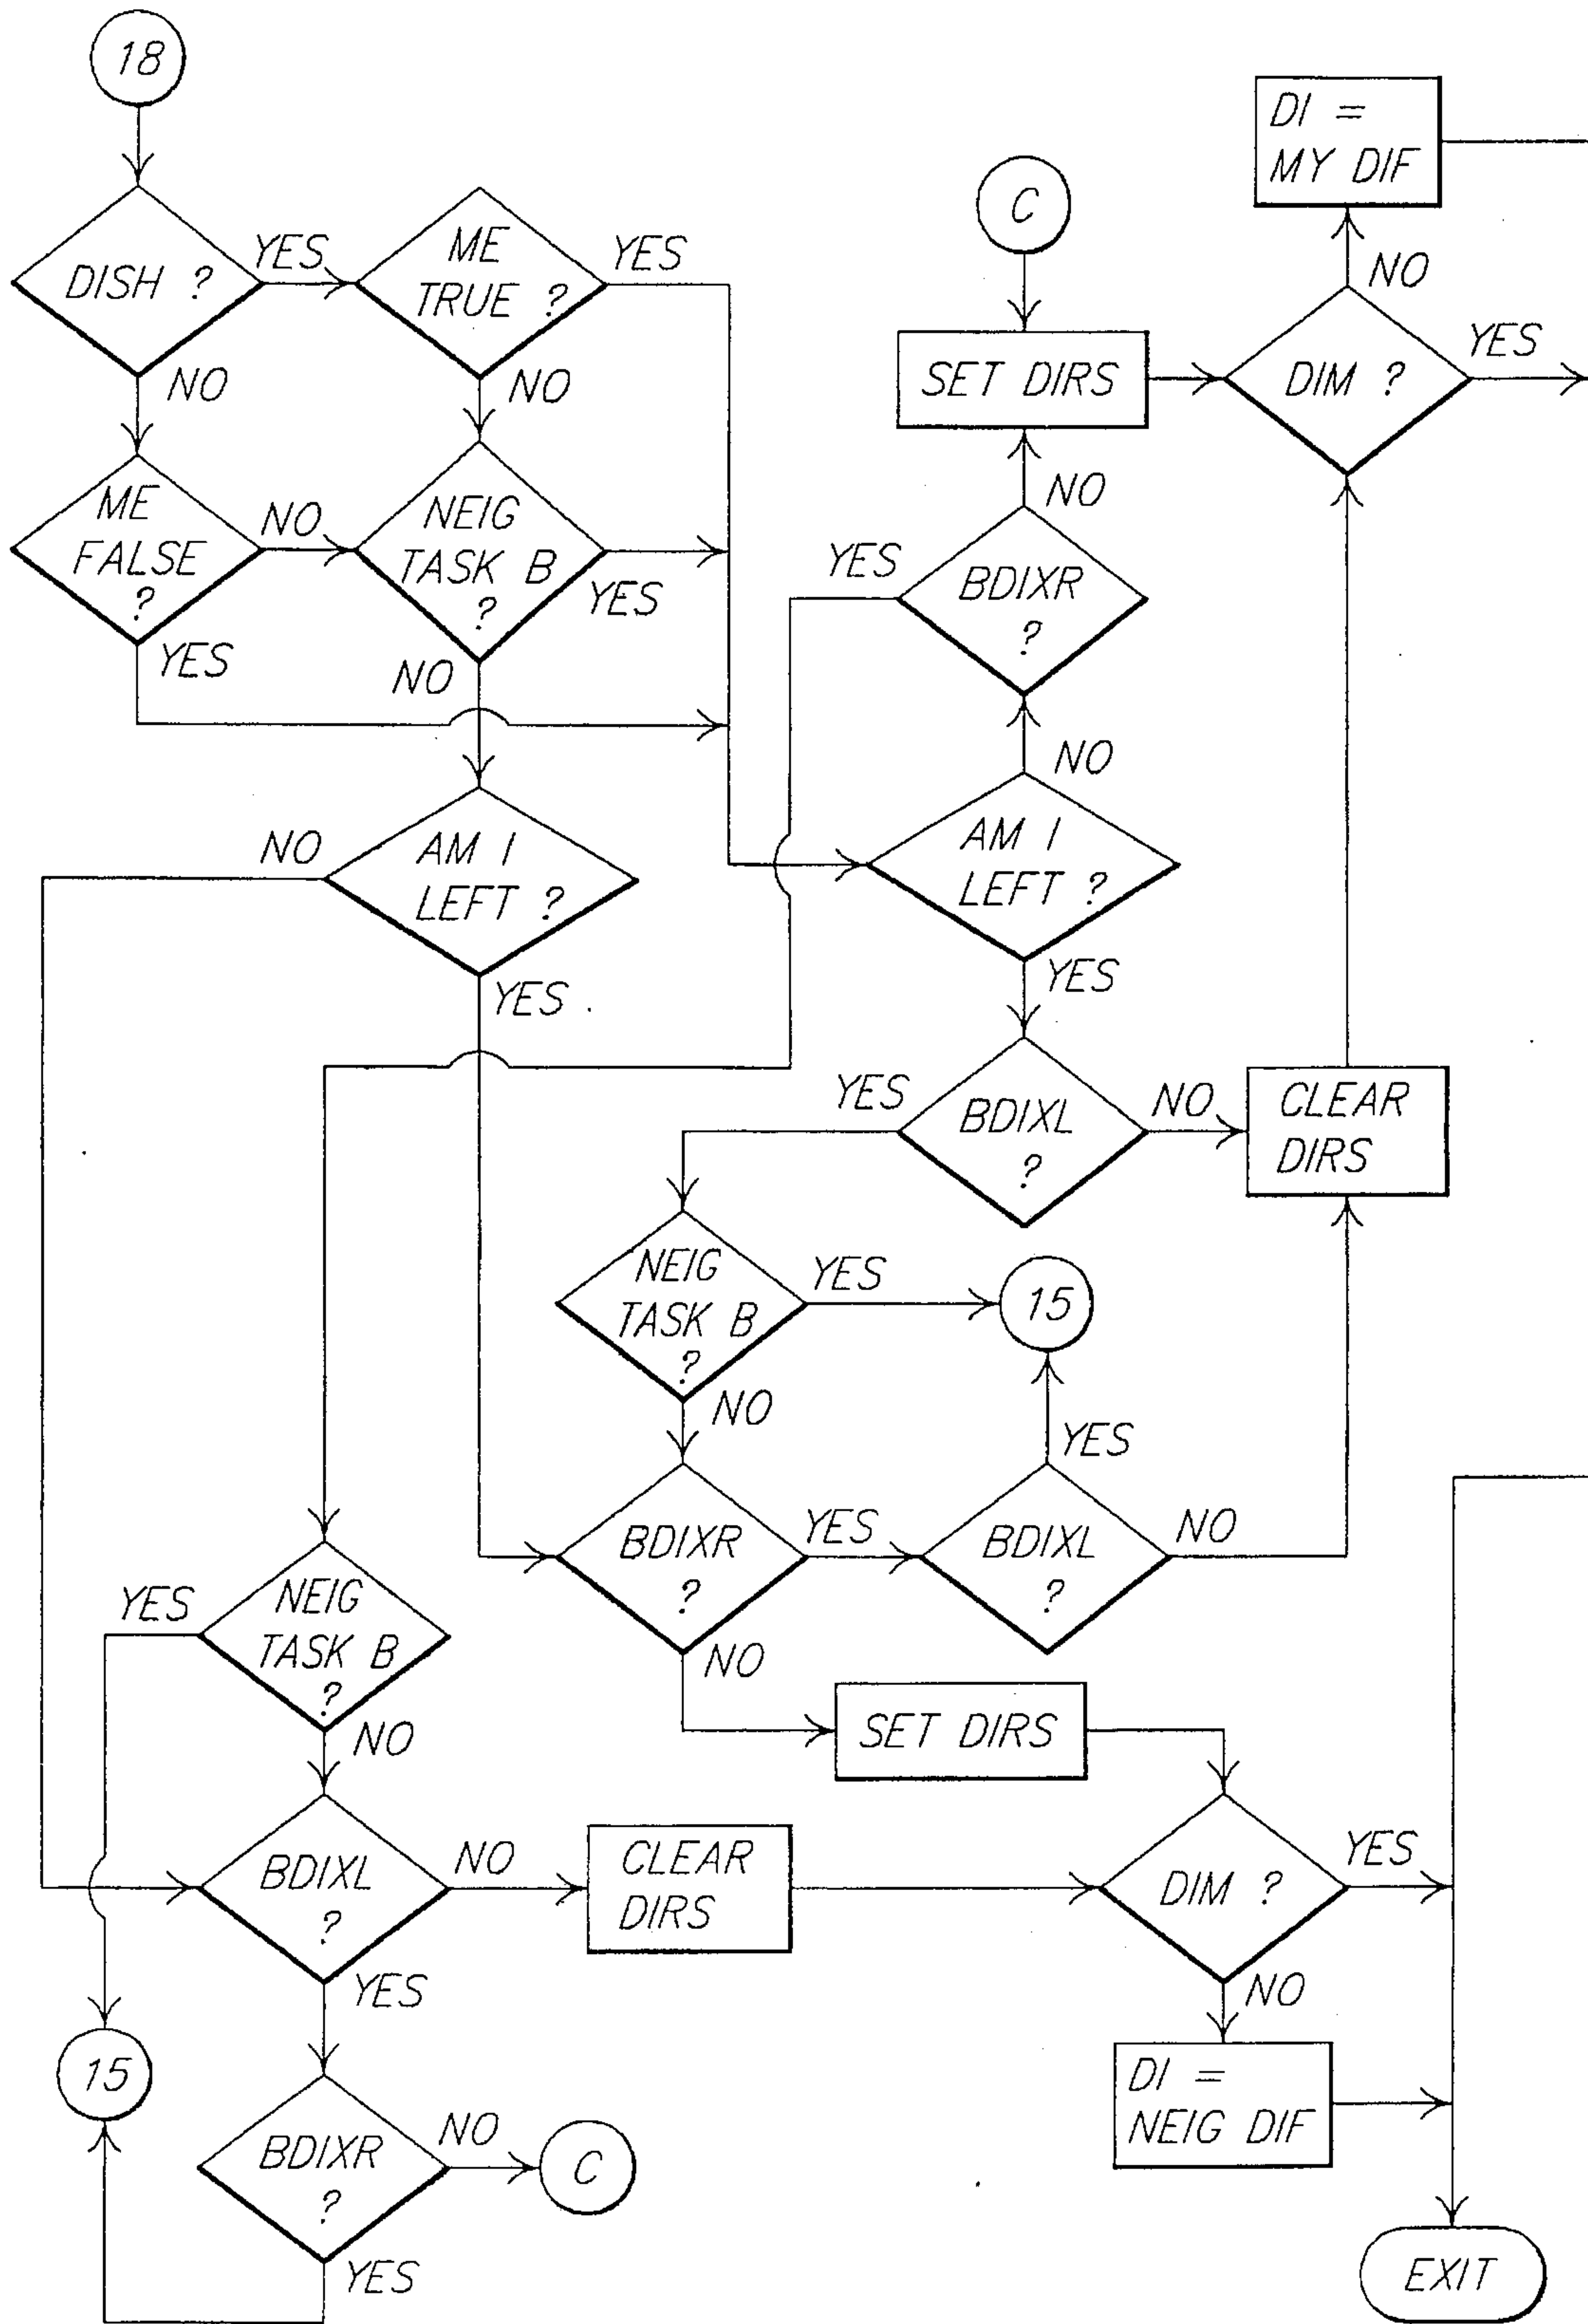 18
DISH ?
YES
NO
ME
TRUE ?
YES
NO
ME
FALSE
?
NO
YES
NEIG
TASK B
?
YES
NO
AM I
LEFT ?
NO
YES
C
SET DIRS
DI =
MY DIF
NO
DIM ?
YES
NO
BDIXR
?
YES
NO
AM I
LEFT ?
YES
BDIXL
?
YES
NO
CLEAR
DIRS
NEIG
TASK B
?
YES
15
NO
YES
BDIXR
?
YES
BDIXL
?
NO
NO
SET DIRS
NEIG
TASK B
?
YES
NO
BDIXL
?
NO
CLEAR
DIRS
DIM ?
YES
NO
DI =
NEIG DIF
YES
15
BDIXR
?
NO
C
YES
EXIT